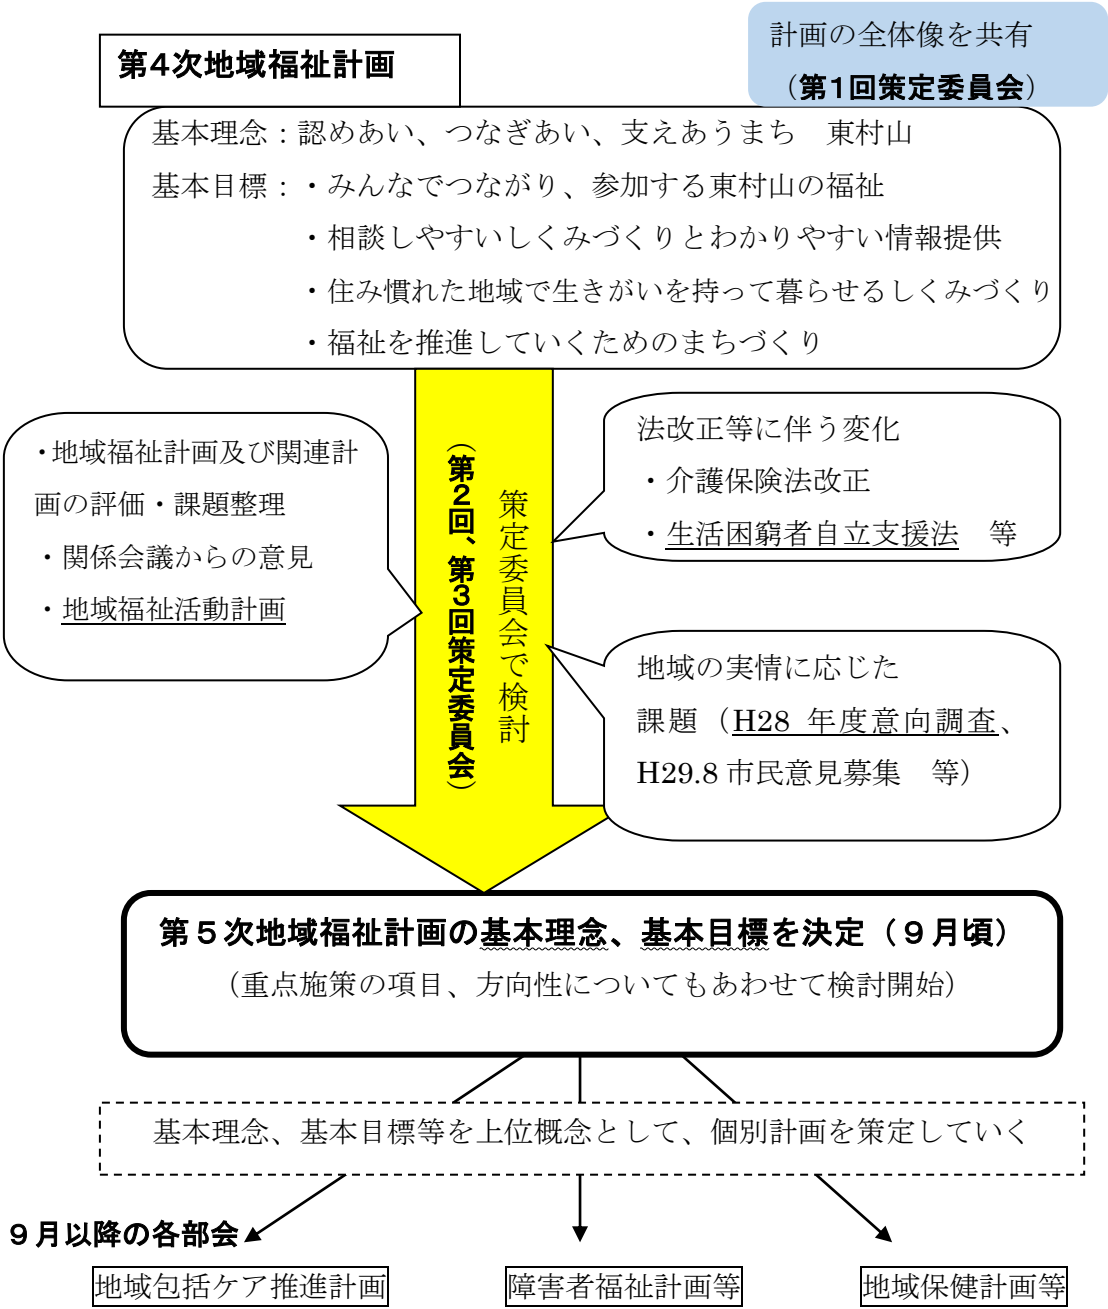 計画の全体像を共有
（第1回策定委員会）
第4次地域福祉計画
基本理念：認めあい、つなぎあい、支えあうまち　東村山
基本目標：・みんなでつながり、参加する東村山の福祉
・相談しやすいしくみづくりとわかりやすい情報提供
・住み慣れた地域で生きがいを持って暮らせるしくみづくり
・福祉を推進していくためのまちづくり
・地域福祉計画及び関連計
画の評価・課題整理
・関係会議からの意見
・地域福祉活動計画
策定委員会で検討
（第2回、第3回策定委員会）
法改正等に伴う変化
・介護保険法改正
・生活困窮者自立支援法　等
地域の実情に応じた
課題（H28 年度意向調査、
H29.8 市民意見募集　等）
第５次地域福祉計画の基本理念、基本目標を決定（９月頃）
（重点施策の項目、方向性についてもあわせて検討開始）
基本理念、基本目標等を上位概念として、個別計画を策定していく
９月以降の各部会
地域包括ケア推進計画
障害者福祉計画等
地域保健計画等